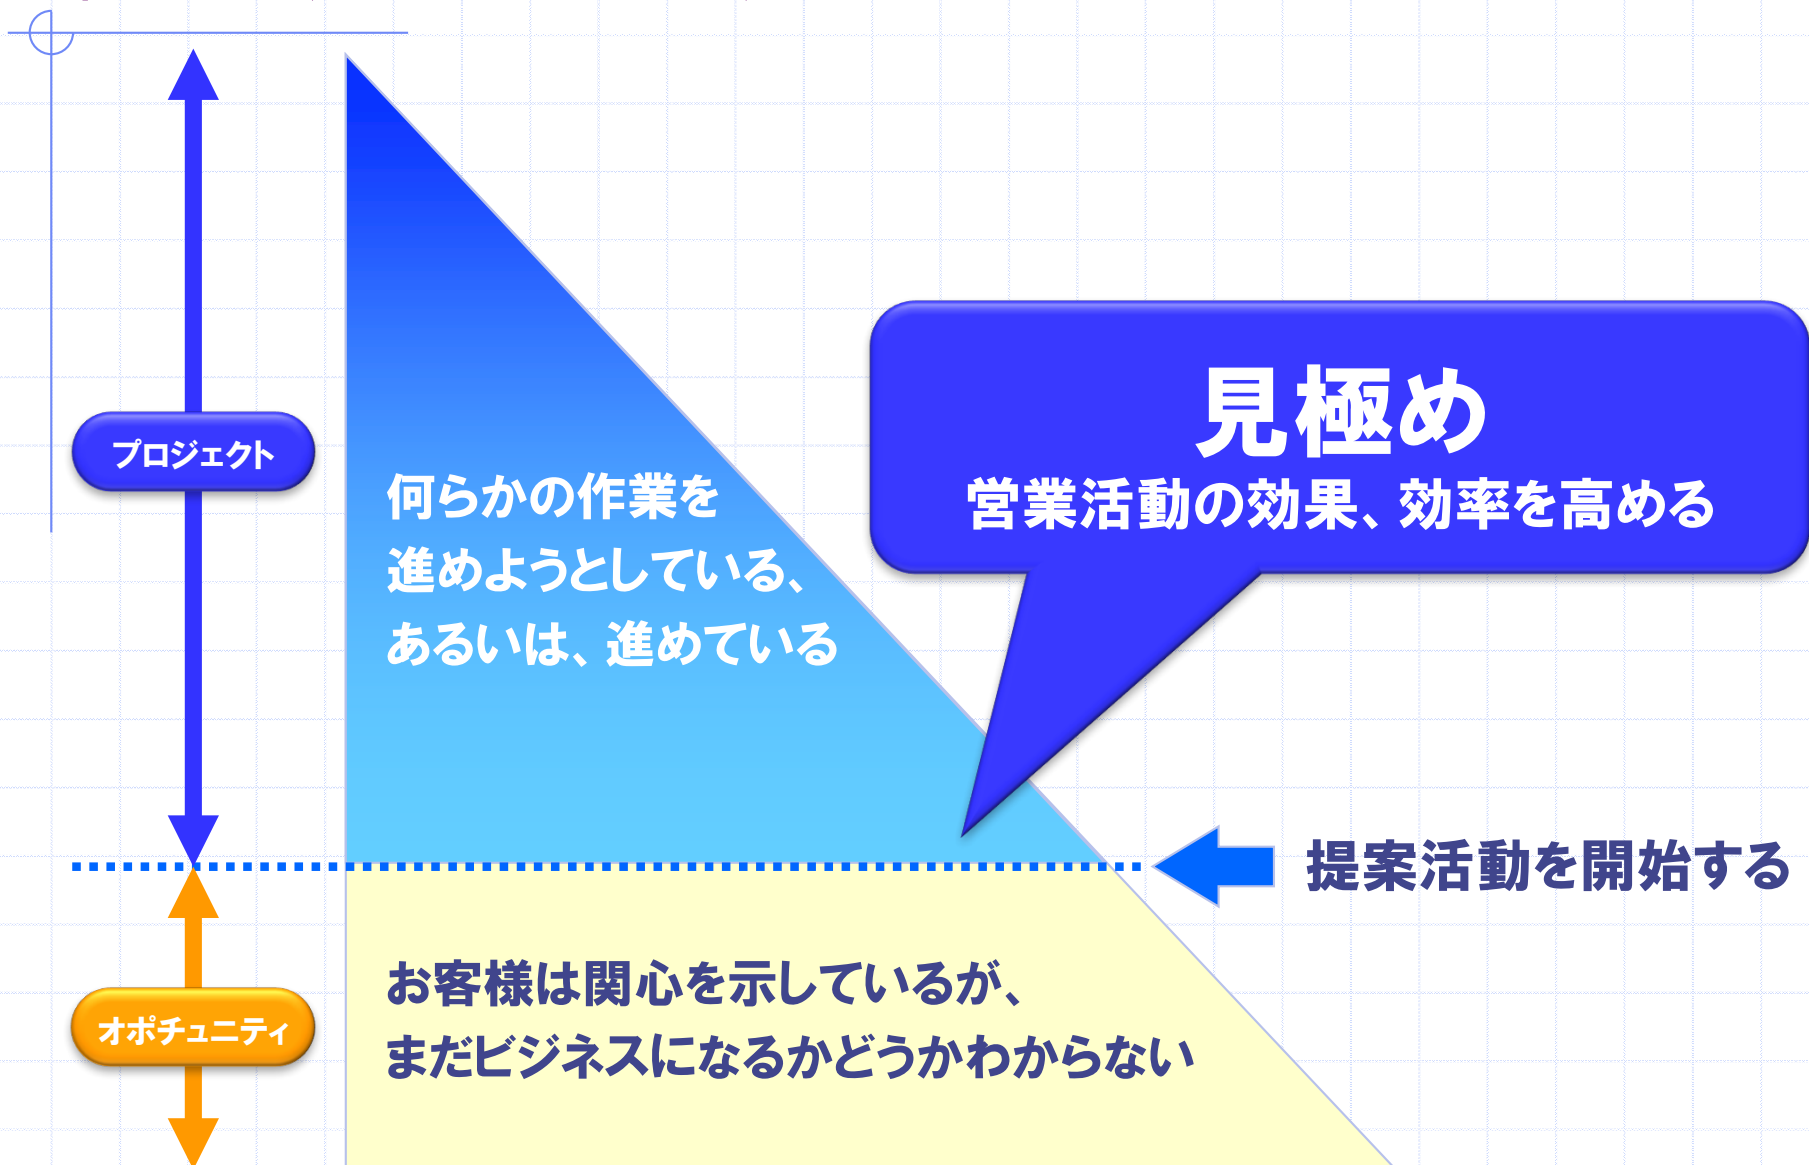 見極め
営業活動の効果、効率を高める
プロジェクト
何らかの作業を
進めようとしている、
あるいは、進めている
提案活動を開始する
オポチュニティ
お客様は関心を示しているが、
まだビジネスになるかどうかわからない